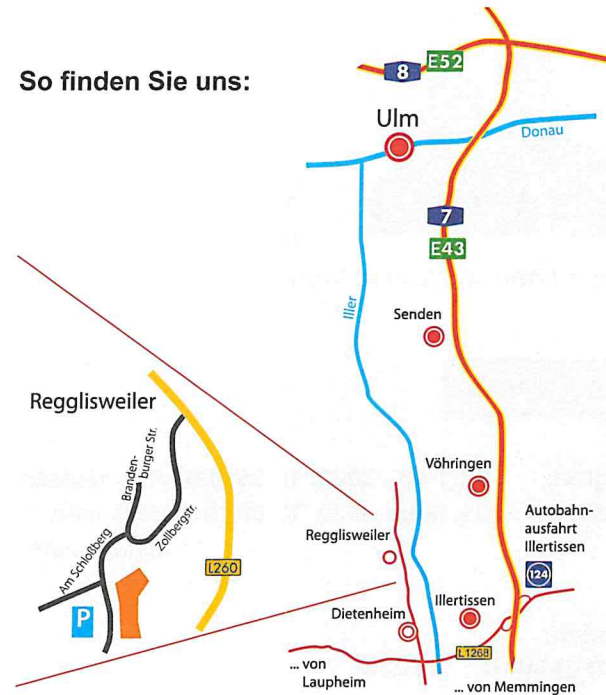 So finden Sie uns:
8
E52
Ulm
Donau
7
E43
Iller
Senden
Regglisweiler
Branden-
burger Str.
Zollbergstr.
Am Schloßberg
L260
P
Vöhringen
Autobahn-
ausfahrt
Illertissen
124
Regglisweiler
Dietenheim
Illertissen
L1268
... von
Laupheim
... von Memmingen